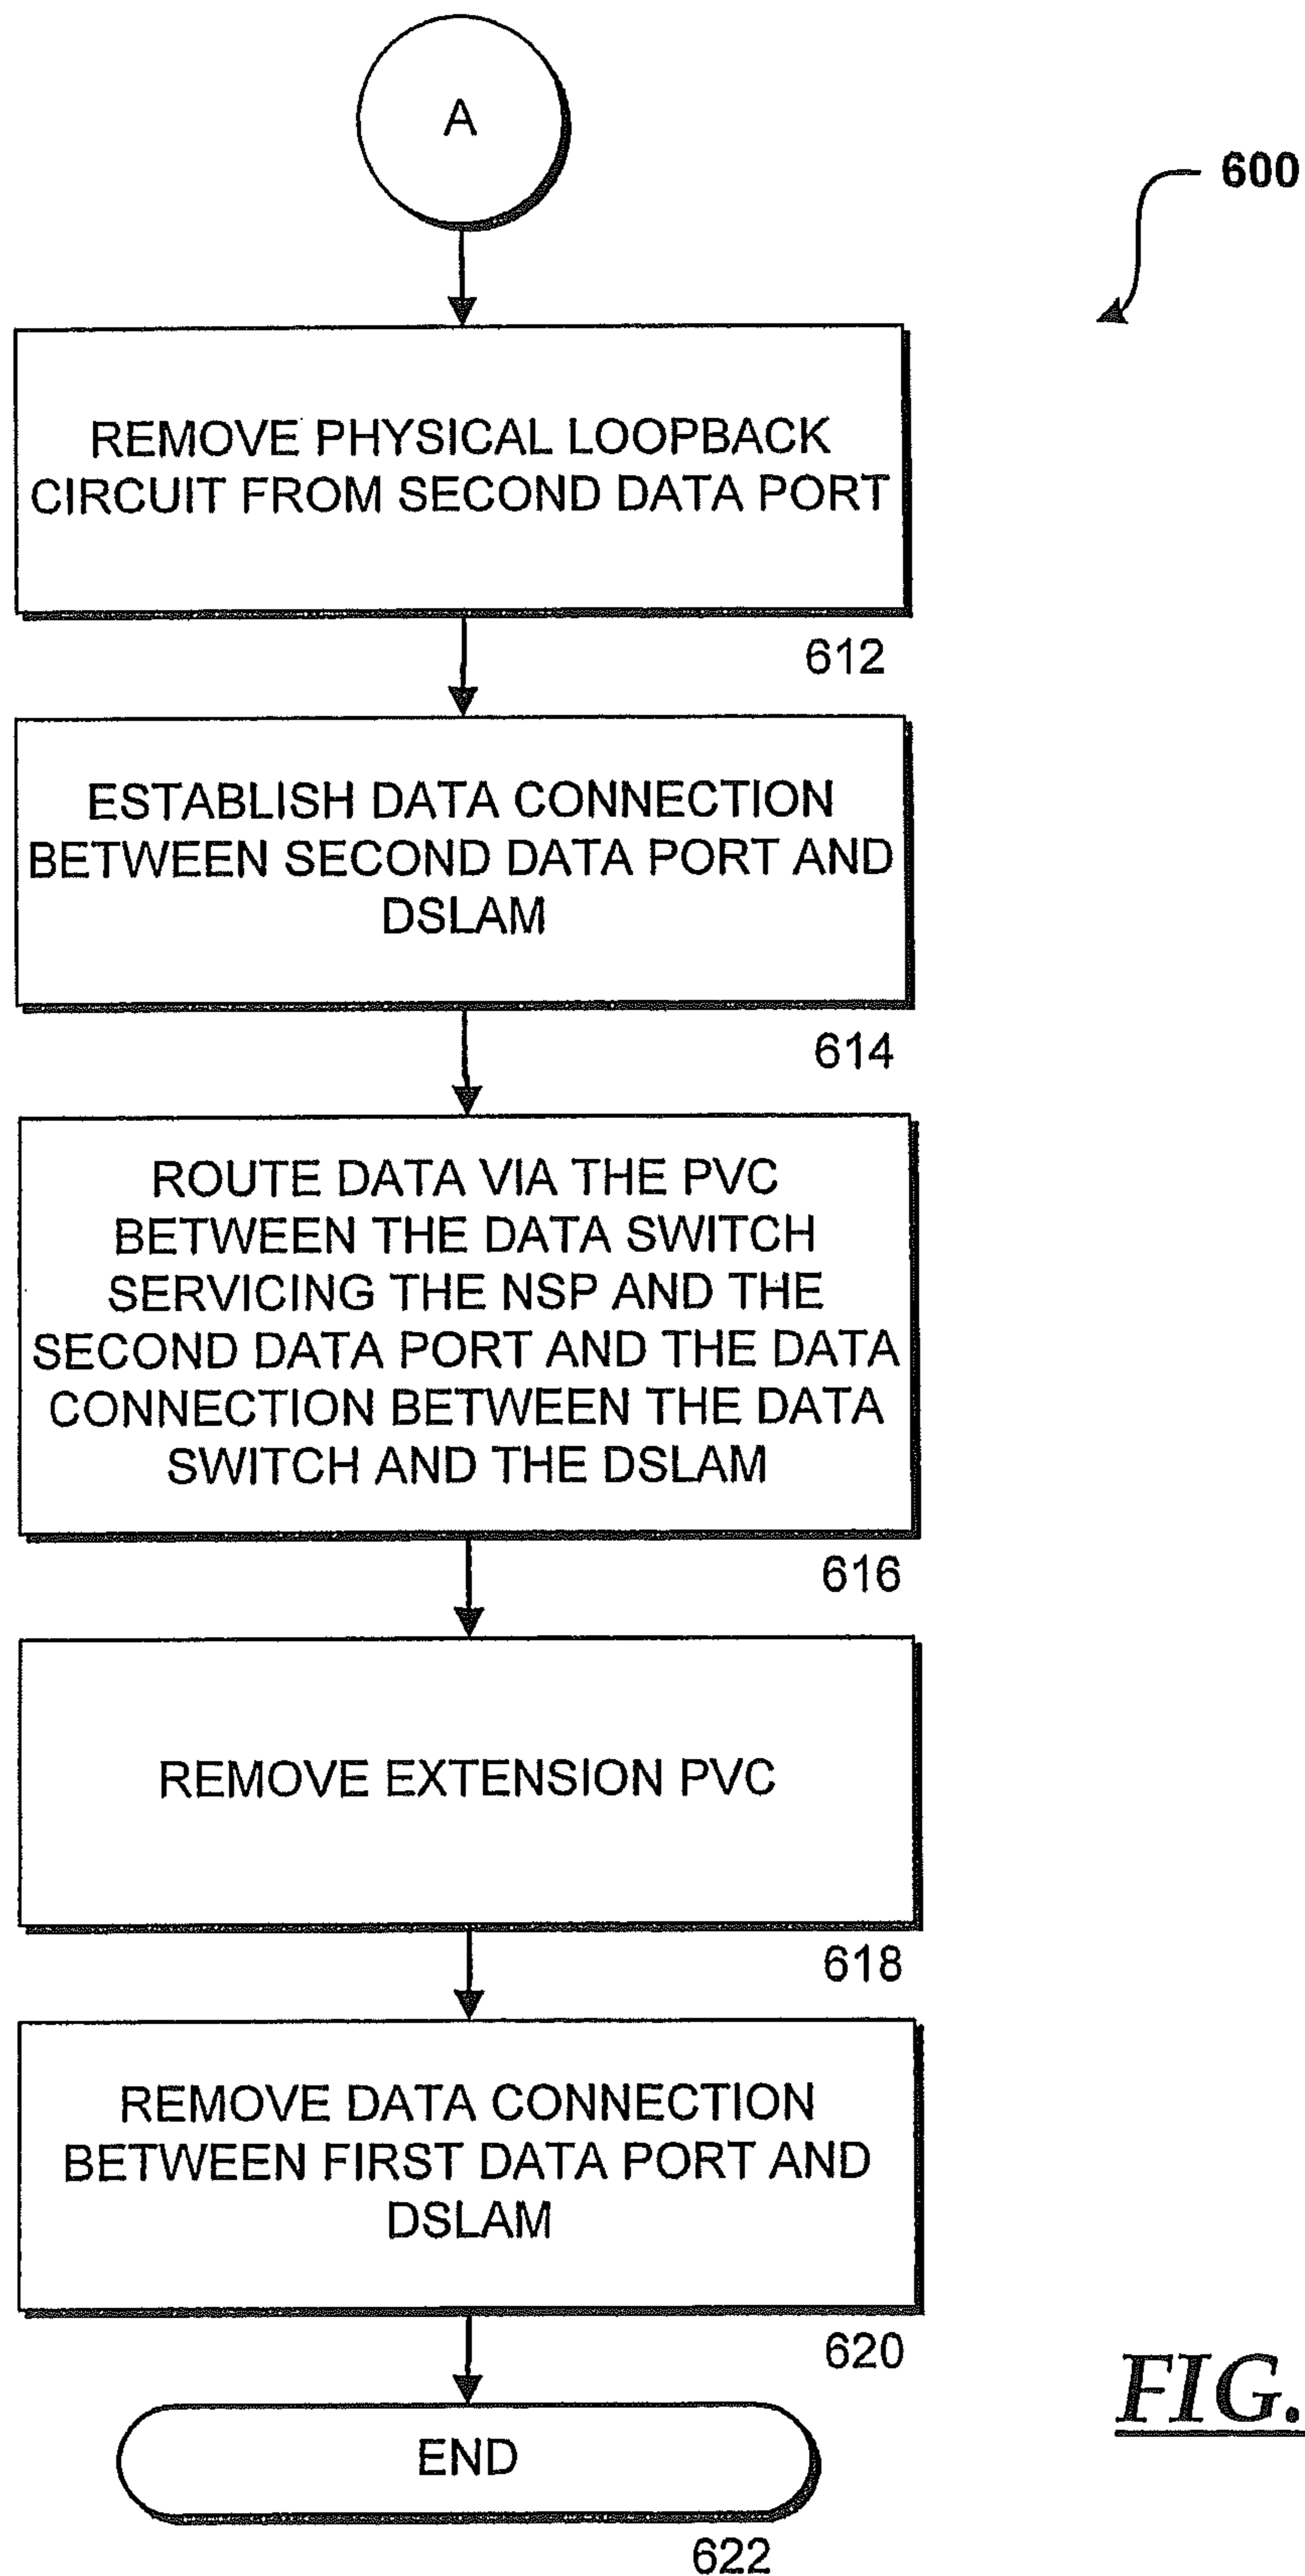 A
600
REMOVE PHYSICAL LOOPBACK
CIRCUIT FROM SECOND DATA PORT
612
ESTABLISH DATA CONNECTION
BETWEEN SECOND DATA PORT AND
DSLAM
614
ROUTE DATA VIA THE PVC
BETWEEN THE DATA SWITCH
SERVICING THE NSP AND THE
SECOND DATA PORT AND THE DATA
CONNECTION BETWEEN THE DATA
SWITCH AND THE DSLAM
616
REMOVE EXTENSION PVC
618
REMOVE DATA CONNECTION
BETWEEN FIRST DATA PORT AND
DSLAM
620
END
622
FIG.